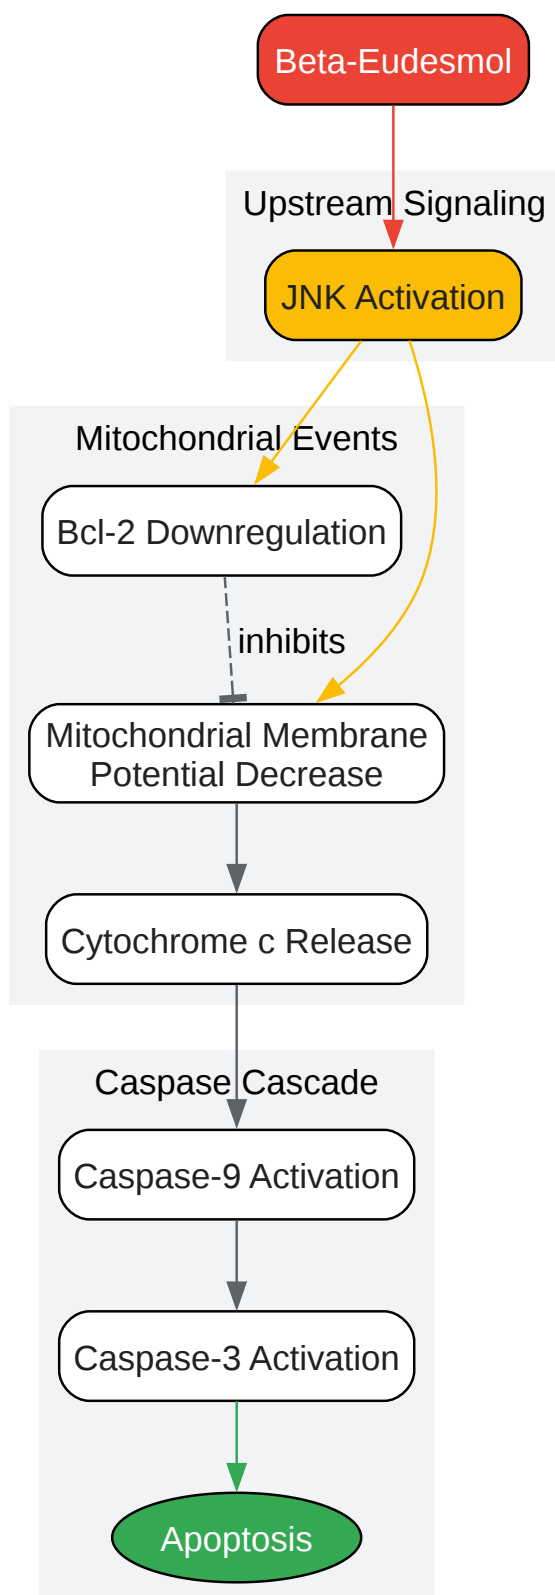 Beta-Eudesmol
Upstream Signaling
JNK Activation
Mitochondrial Events
Bcl-2 Downregulation
inhibits
Mitochondrial Membrane
Potential Decrease
Cytochrome c Release
Caspase Cascade
Caspase-9 Activation
Caspase-3 Activation
Apoptosis